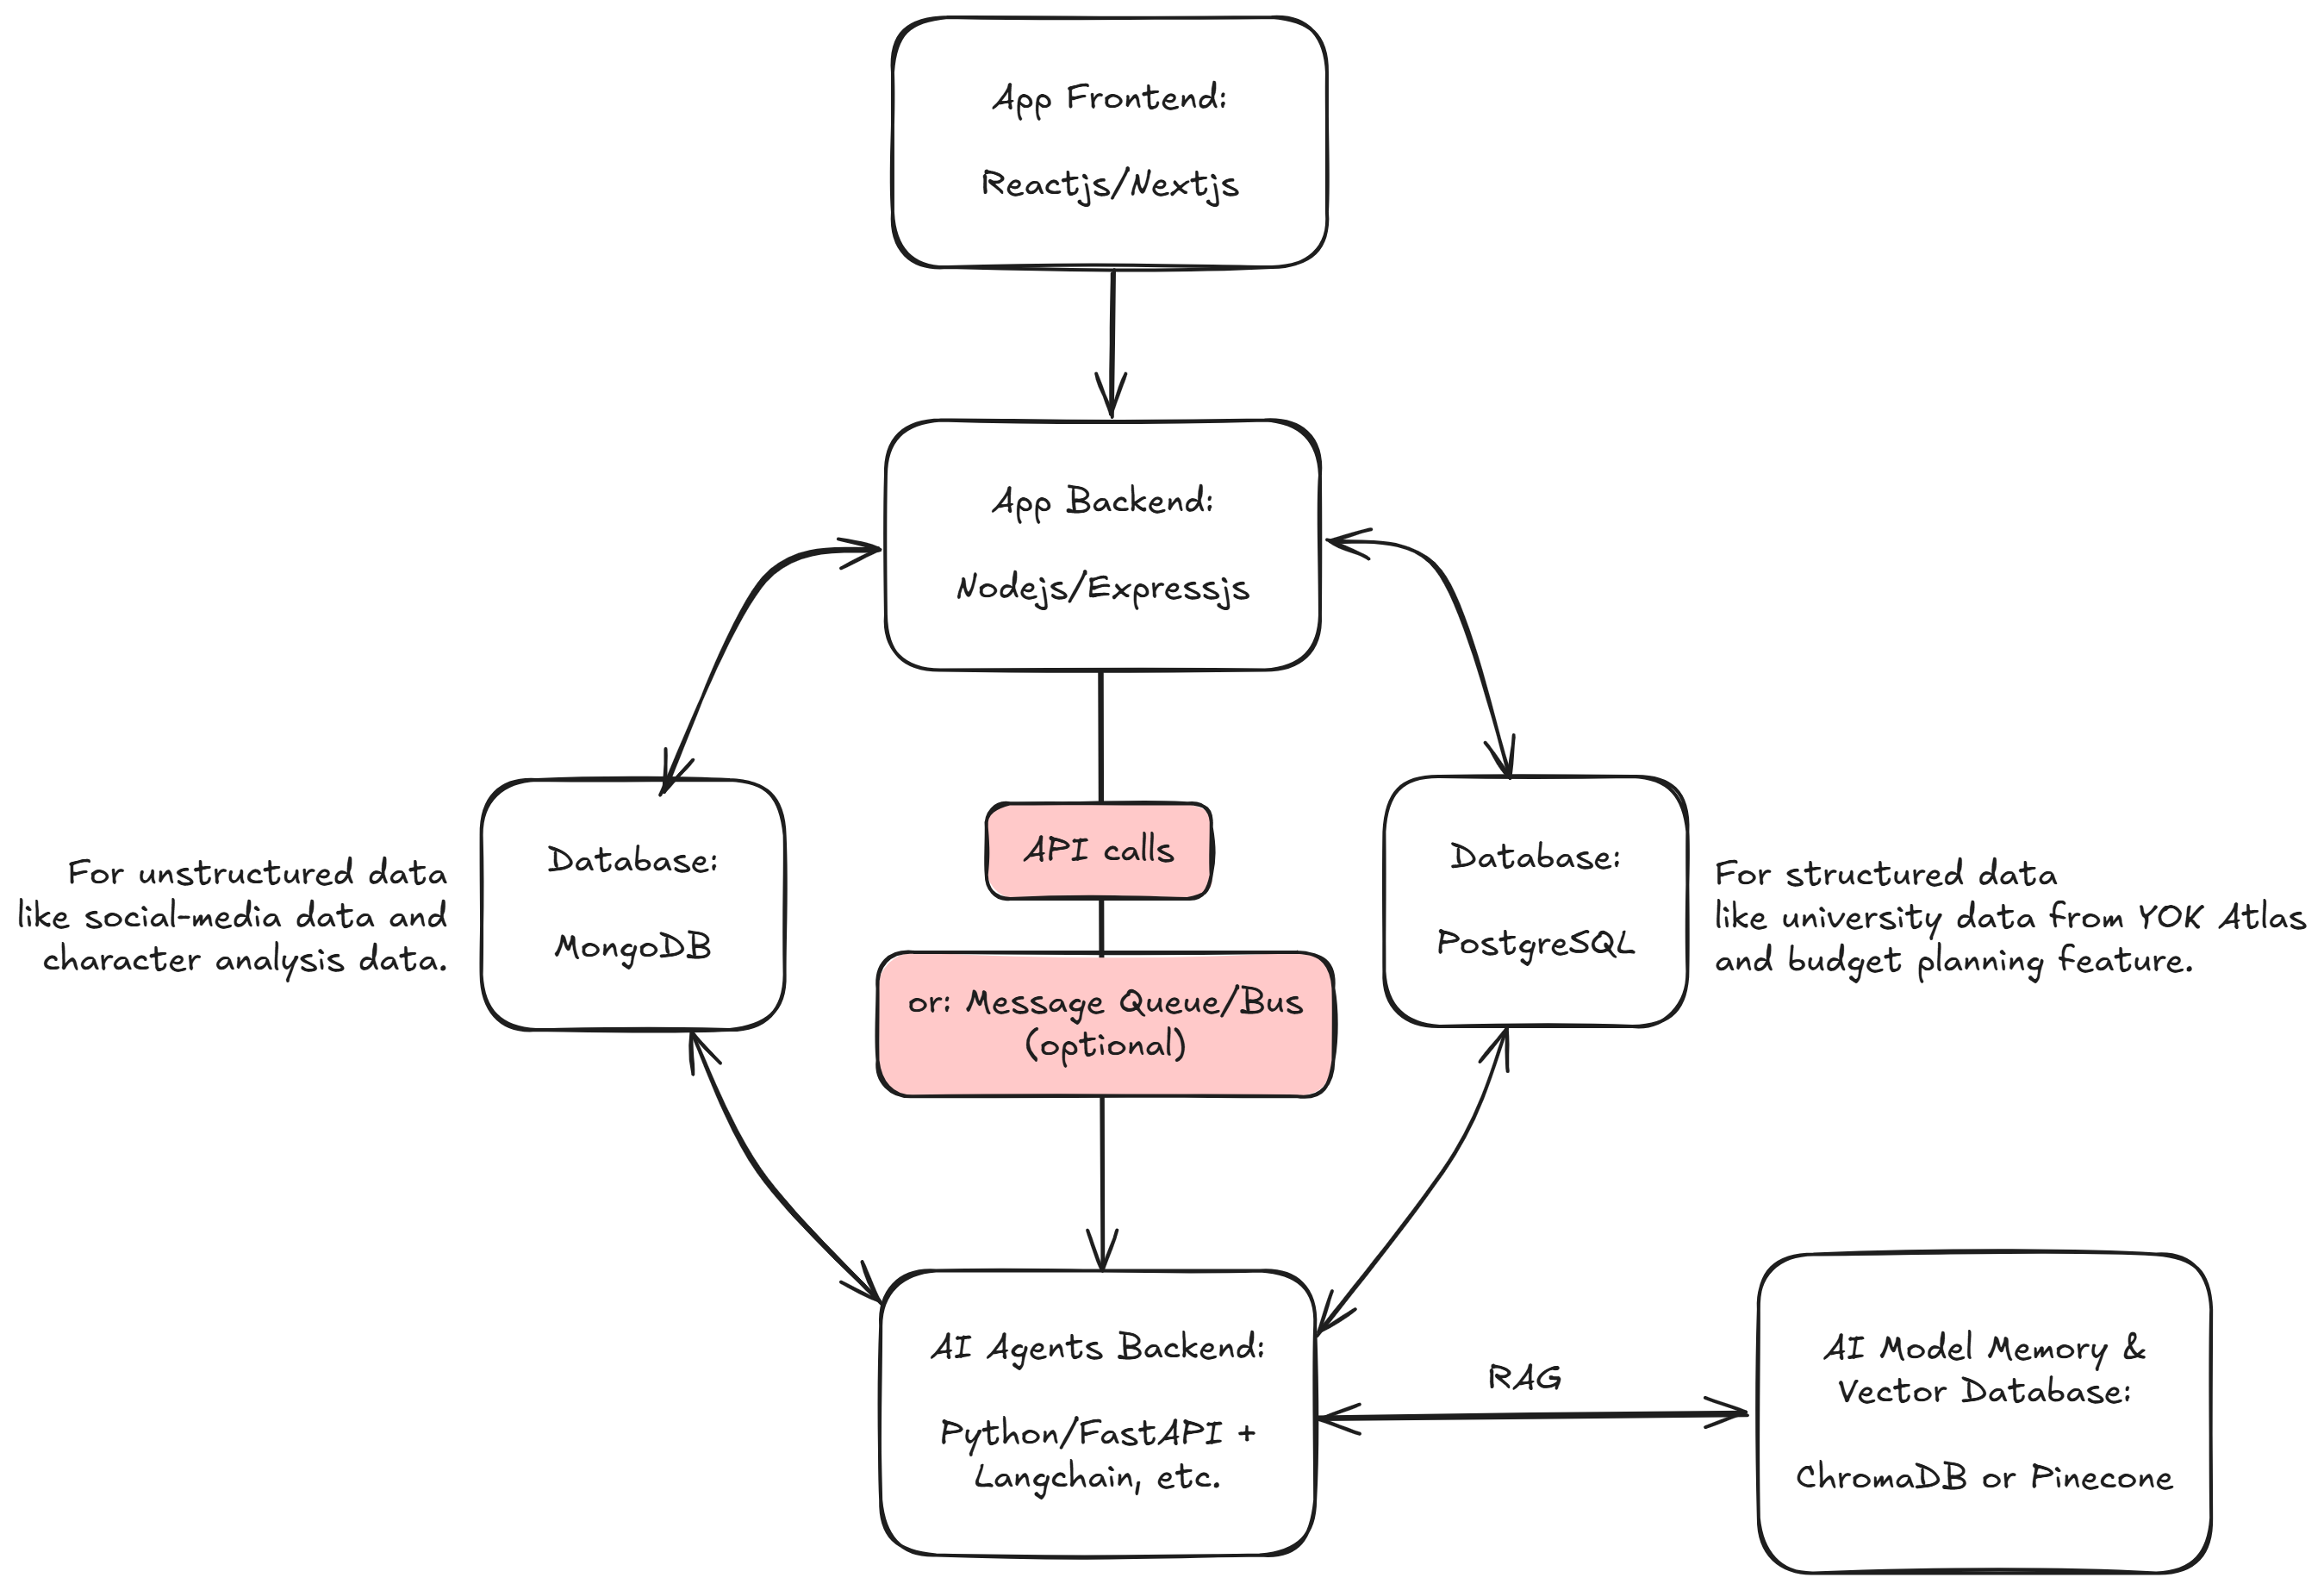 App Frontend:
Reactjs/Nextjs
App Backend:
Nodejs/Expressjs
For unstructured data
like social-media data and
character analysis data.
Database:
MongoDB
API calls
or: Message Queue/Bus
(optional)
Database:
PostgreSQL
For structured data
like university data from YOK Atlas
and budget planning feature.
AI Agents Backend:
Python/FastAPI +
Langchain, etc.
RAG
AI Model Memory &
Vector Database:
ChromaDB or Pinecone